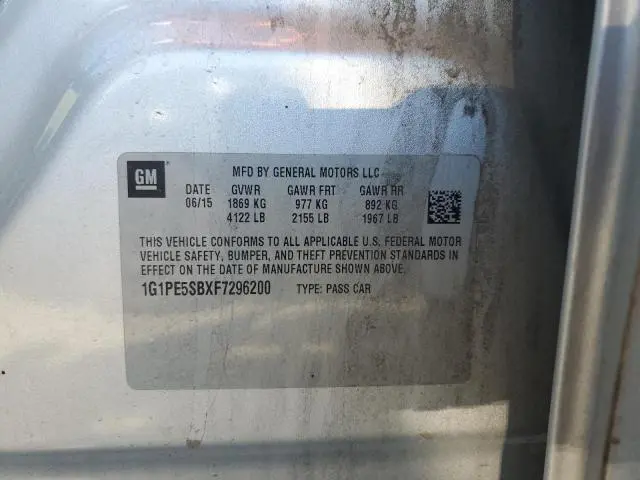 GM
MFD BY GENERAL MOTORS LLC
DATE GVWR GAWR FRT GAWR RR
06/15 1869 KG 977 KG 892 KG
4122 LB 2155 LB 1967 LB
THIS VEHICLE CONFORMS TO ALL APPLICABLE U.S. FEDERAL MOTOR
VEHICLE SAFETY, BUMPER, AND THEFT PREVENTION STANDARDS IN
EFFECT ON THE DATE OF MANUFACTURE SHOWN ABOVE.
1G1PE5SBXF7296200 TYPE: PASS CAR